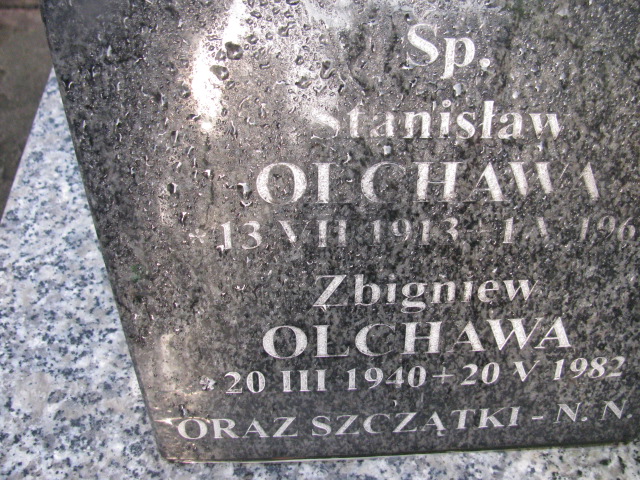 Sp.
Stanisław
OLCHAWA
* 13 VII 1913 -
Zbigniew
OLCHAWA
* 20 III 1940 + 20 V 1982
ORAZ SZCZĄTKI - N. N.